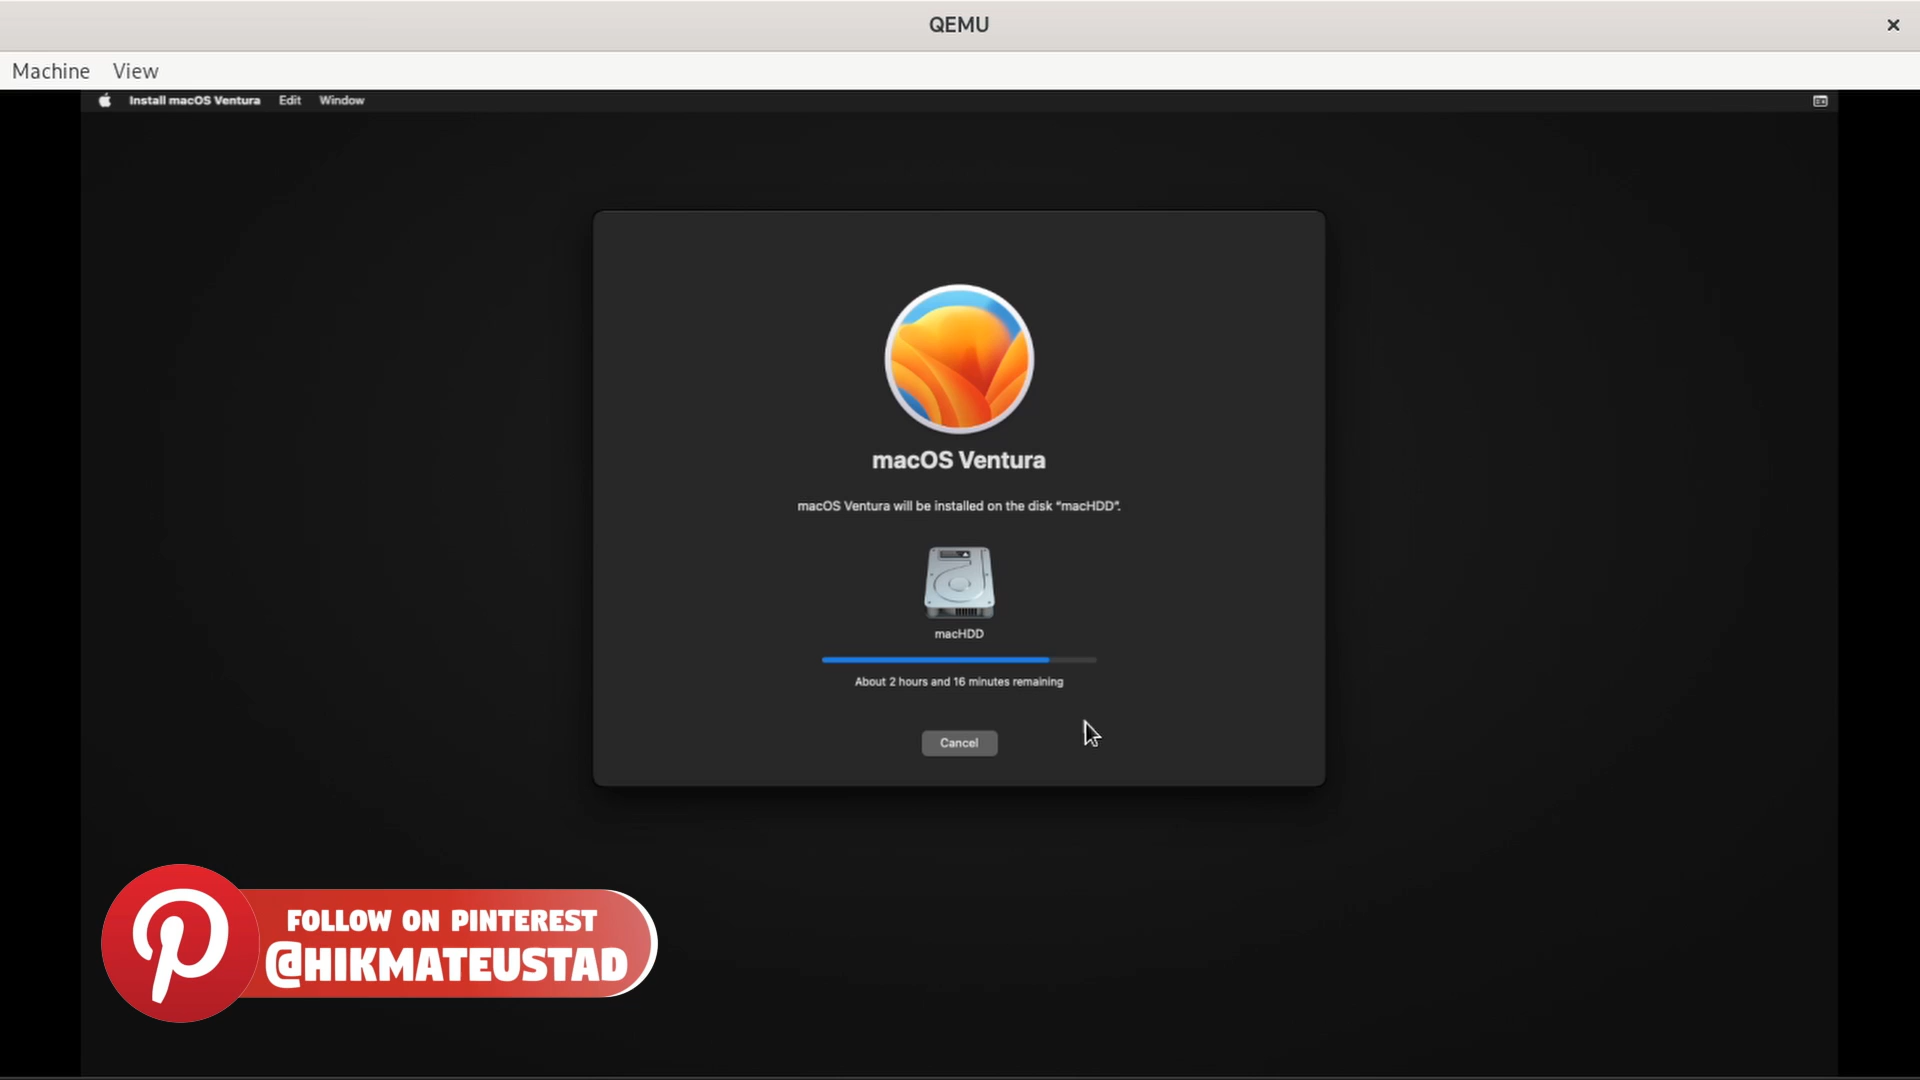 QEMU
Machine View
Install macOS Ventura Edit Window
macOS Ventura
macOS Ventura will be installed on the disk “macHDD”.
macHDD
About 2 hours and 16 minutes remaining
Cancel
FOLLOW ON PINTEREST
@HIKMATEUSTAD